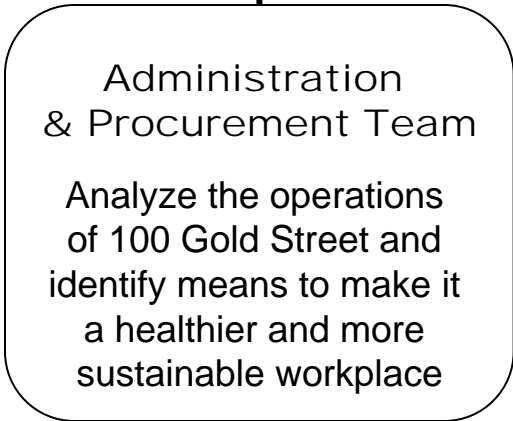 Administration
& Procurement Team
Analyze the operations
of 100 Gold Street and
identify means to make it
a healthier and more
sustainable workplace